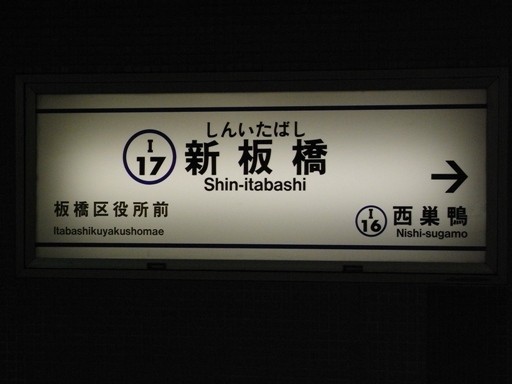 しんいたばし
I
17
新板橋
Shin-itabashi
→
板橋区役所前
Itabashikuyakushomae
I
16
西巣鴨
Nishi-sugamo